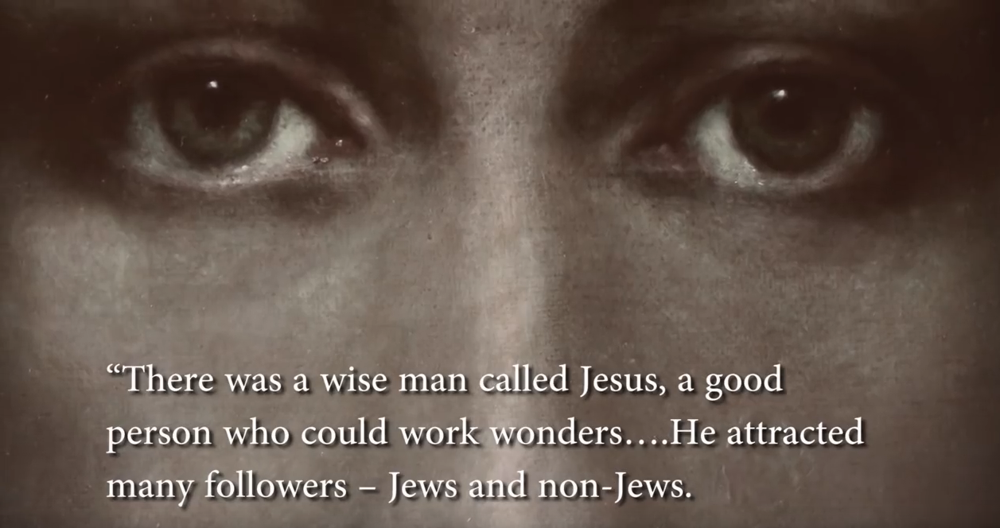 “There was a wise man called Jesus, a good
person who could work wonders….He attracted
many followers – Jews and non-Jews.